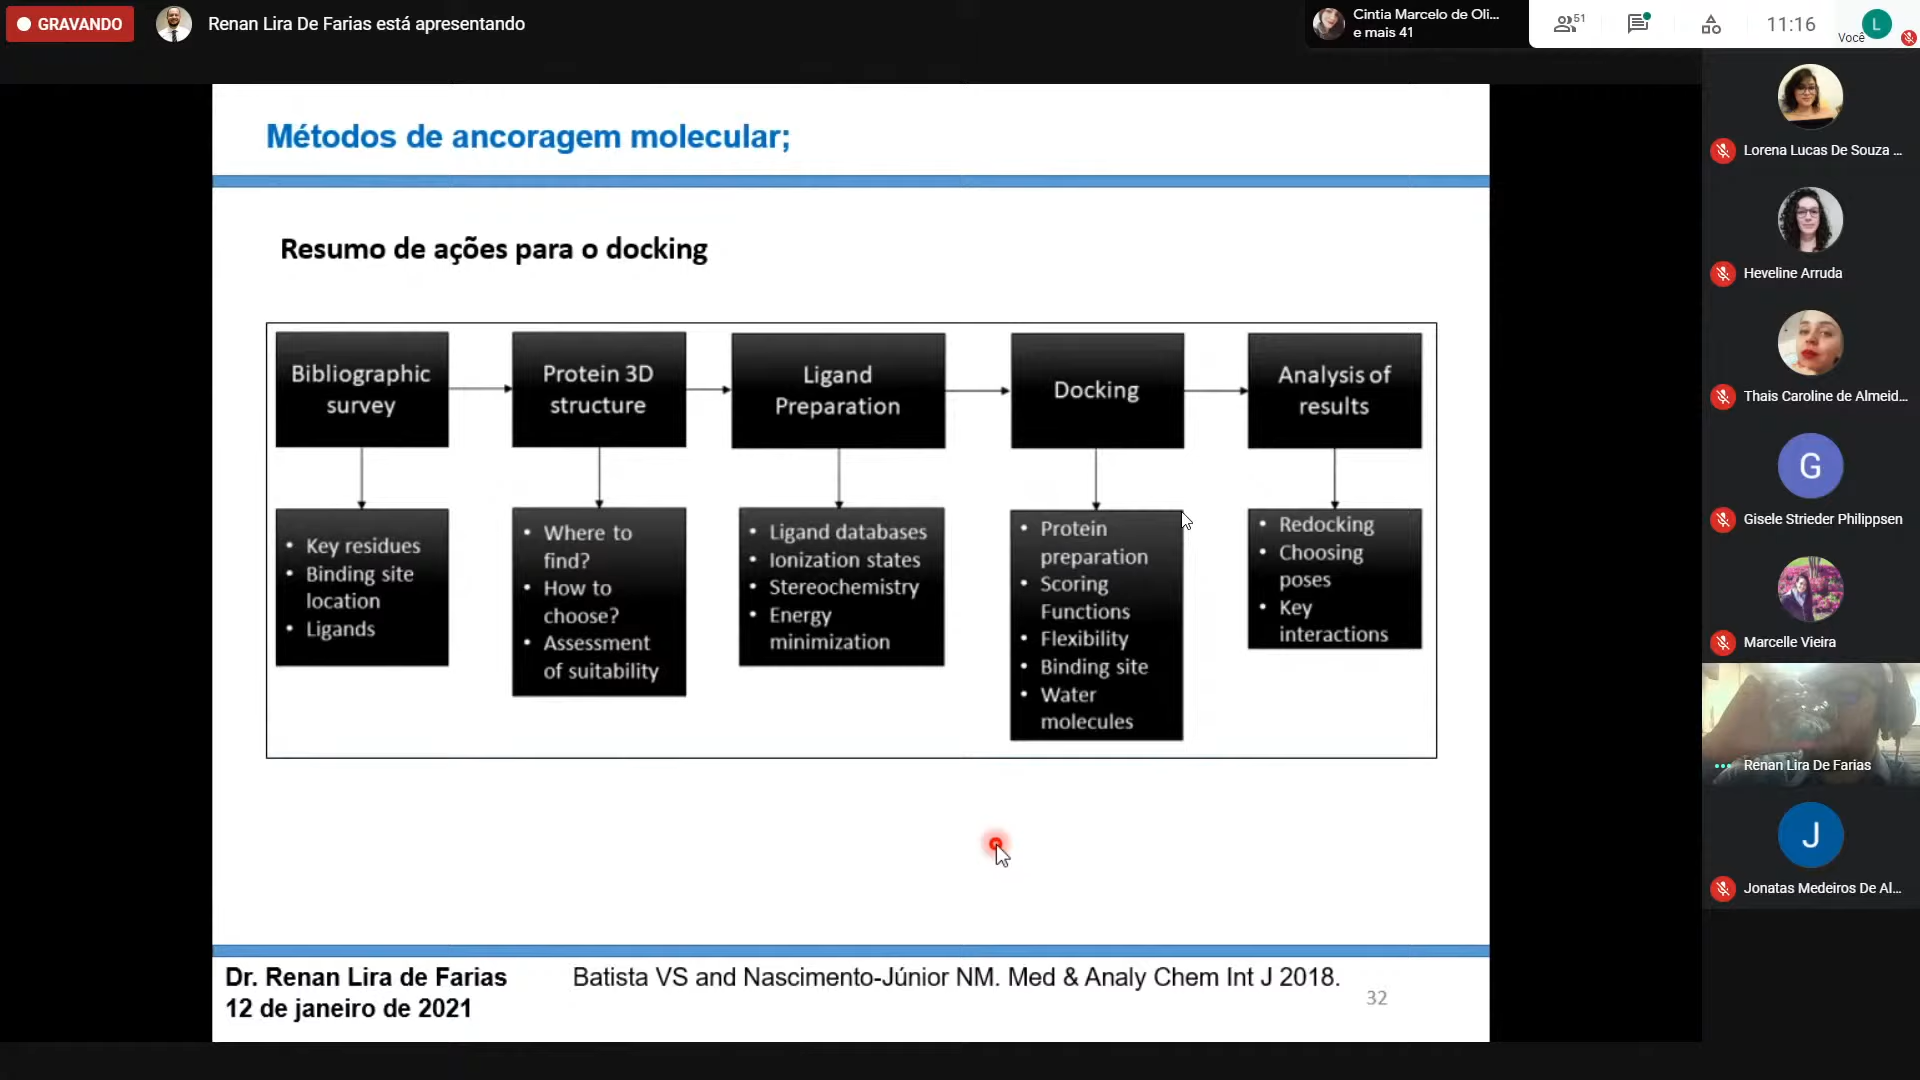 GRAVANDO
Renan Lira De Farias está apresentando
Cintia Marcelo de Oli...
e mais 41
51
11:16
Você
L
Métodos de ancoragem molecular;
Resumo de ações para o docking
Bibliographic
survey
Protein 3D
structure
Ligand
Preparation
Docking
Analysis of
results
• Key residues
• Binding site
location
• Ligands
• Where to
find?
• How to
choose?
• Assessment
of suitability
• Ligand databases
• Ionization states
• Stereochemistry
• Energy
minimization
• Protein
preparation
• Scoring
Functions
• Flexibility
• Binding site
• Water
molecules
• Redocking
• Choosing
poses
• Key
interactions
Dr. Renan Lira de Farias
12 de janeiro de 2021
Batista VS and Nascimento-Júnior NM. Med & Analy Chem Int J 2018.
32
Lorena Lucas De Souza ...
Heveline Arruda
Thais Caroline de Almeid...
G
Gisele Strieder Philippsen
Marcelle Vieira
Renan Lira De Farias
J
Jonatas Medeiros De Al...